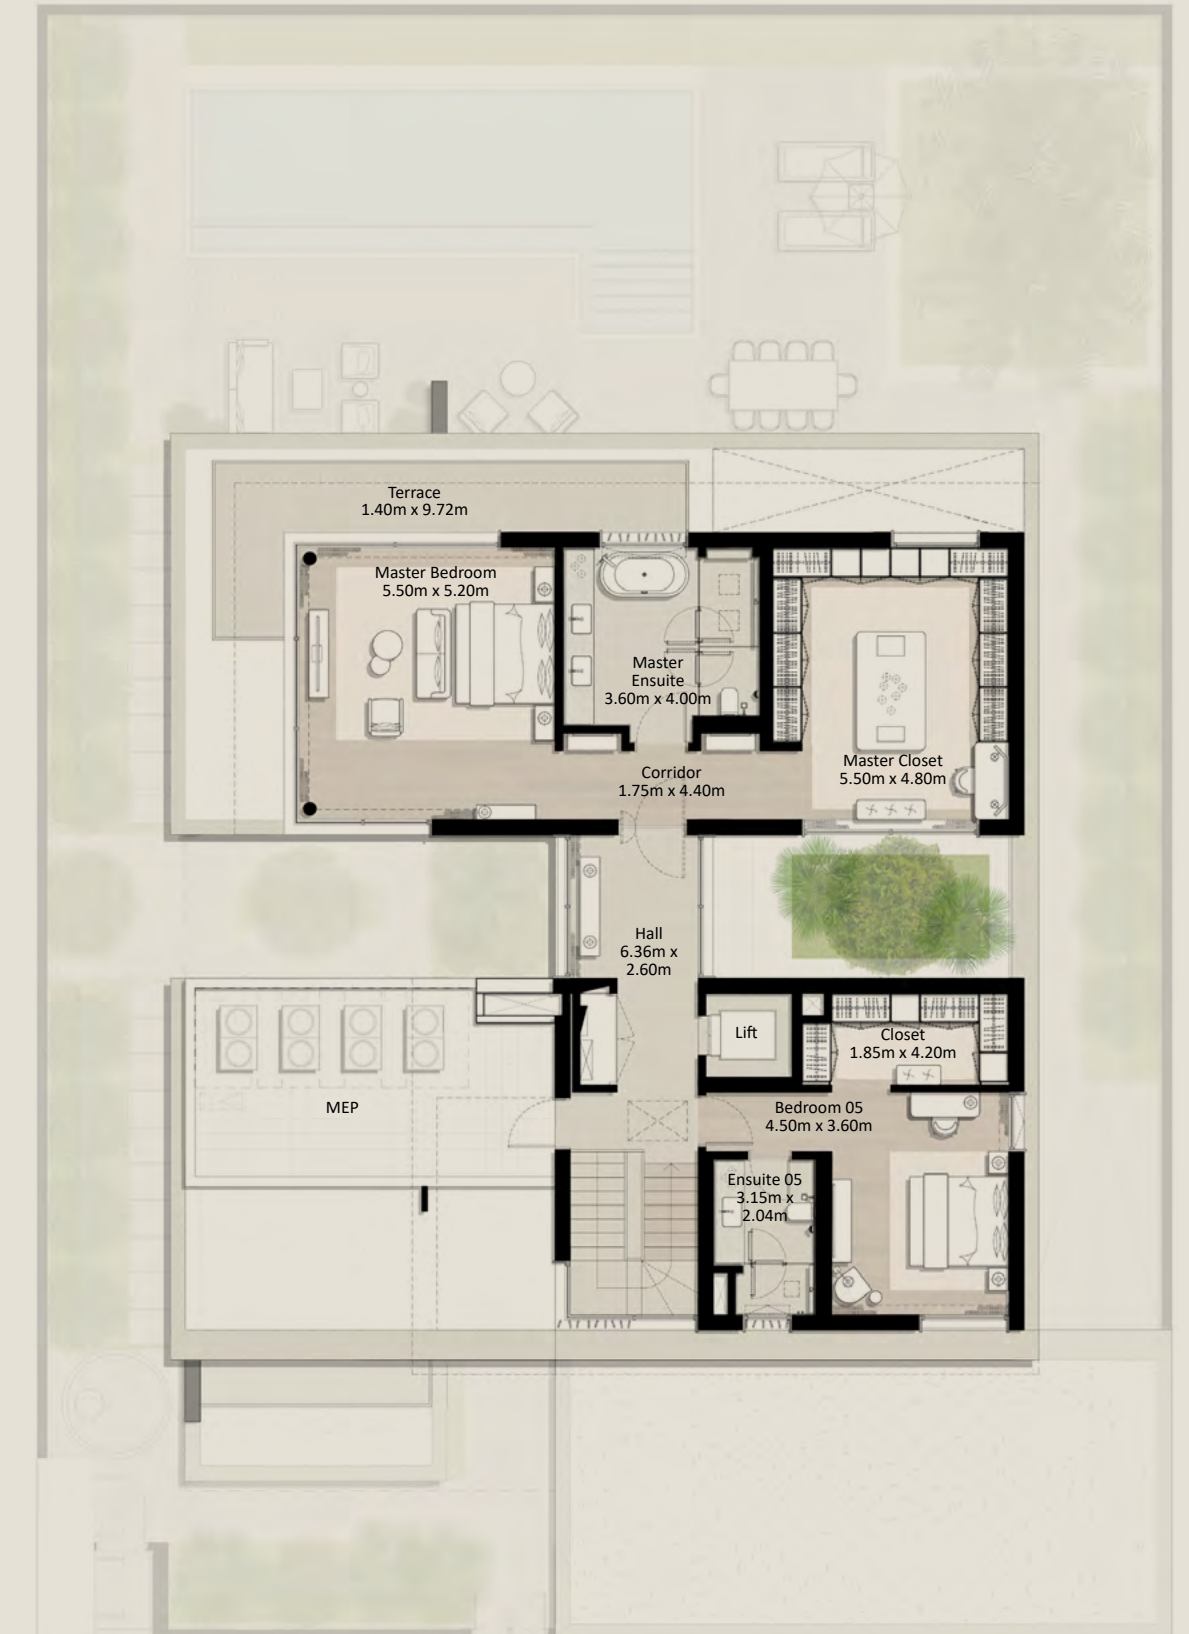 Terrace
1.40m x 9.72m
Master Bedroom
5.50m x 5.20m
Master
Ensuite
3.60m x 4.00m
Master Closet
5.50m x 4.80m
Corridor
1.75m x 4.40m
Hall
6.36m x
2.60m
Lift
Closet
1.85m x 4.20m
MEP
Bedroom 05
4.50m x 3.60m
Ensuite 05
3.15m x
2.04m